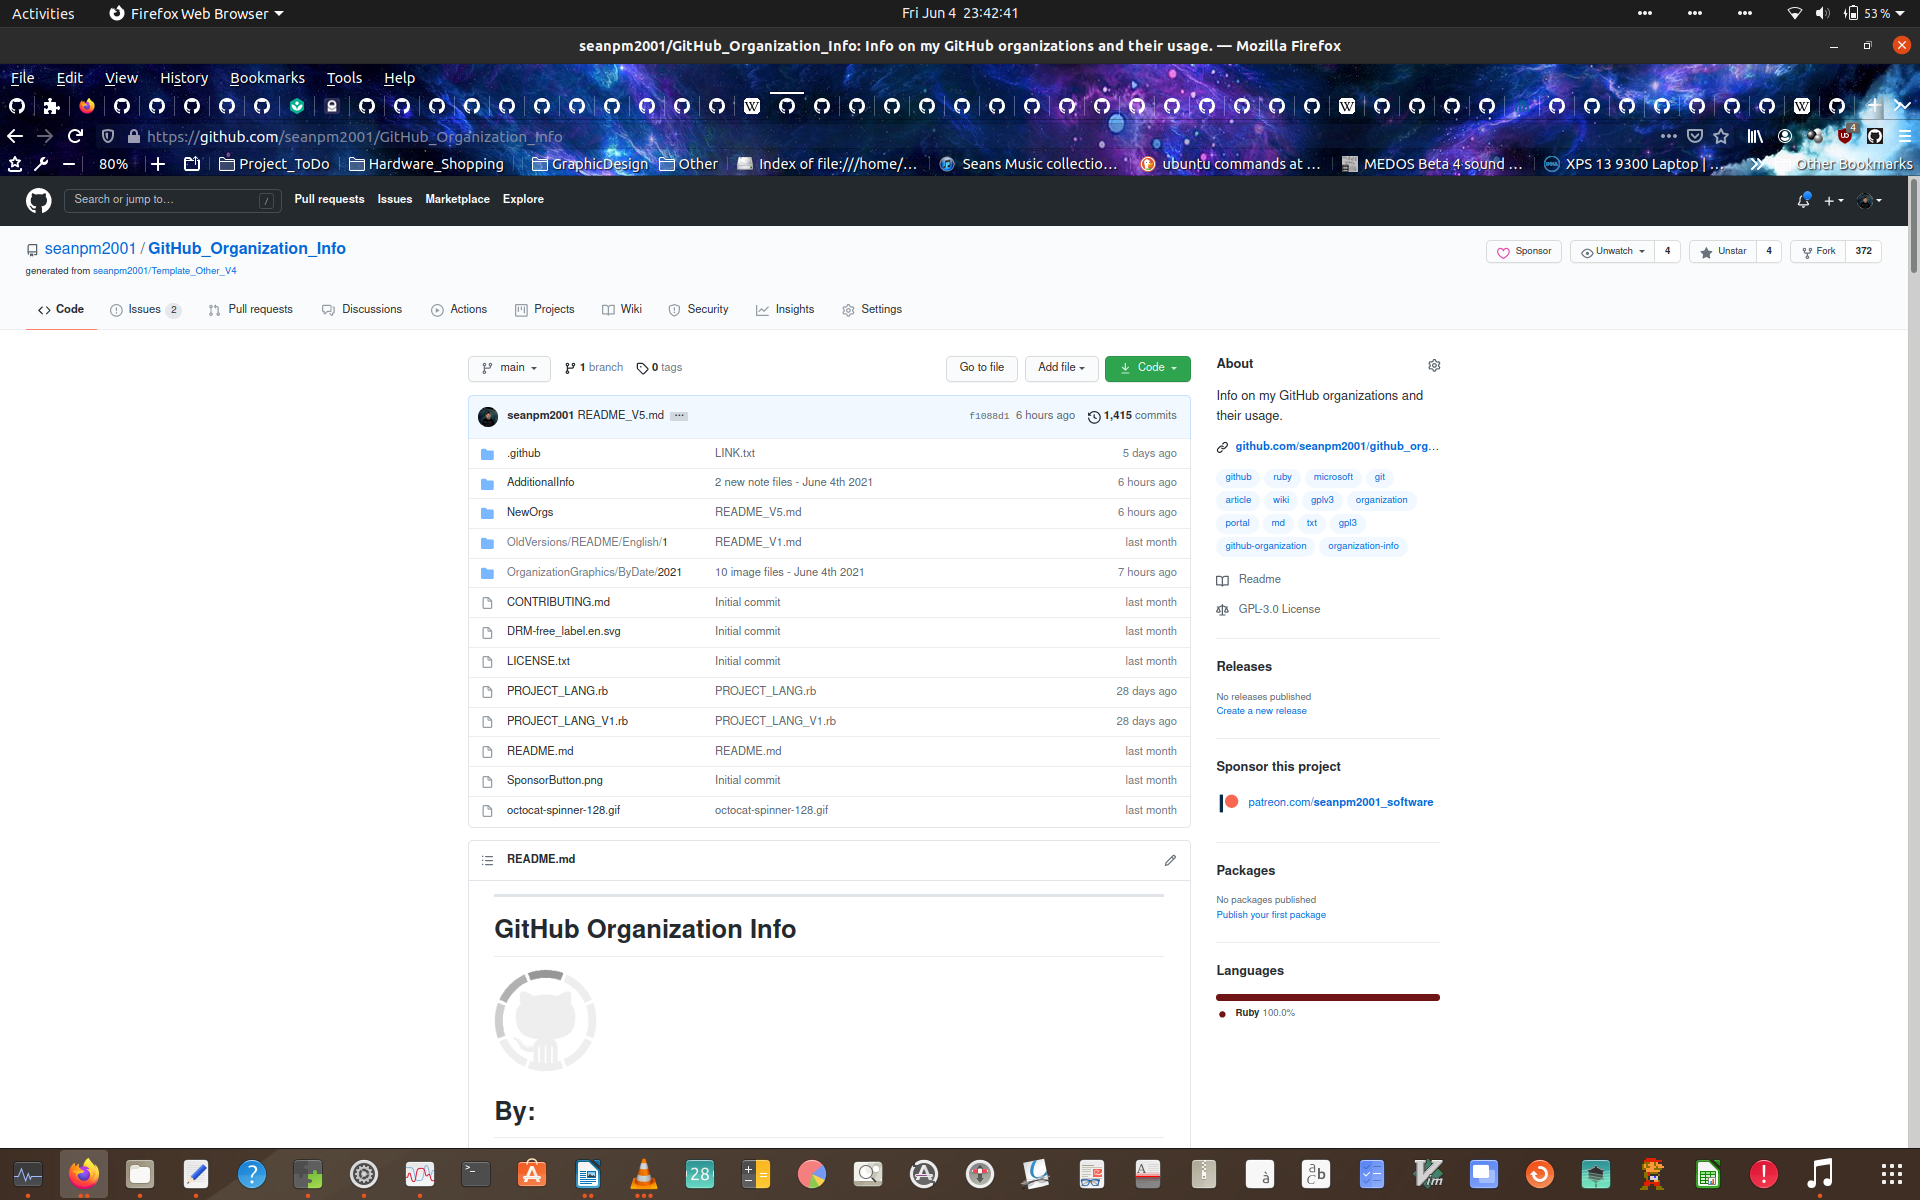 Activities Firefox Web Browser Fri Jun 4 23:42:41 53 %
seanpm2001/GitHub_Organization_Info: Info on my GitHub organizations and their usage. — Mozilla Firefox
File Edit View History Bookmarks Tools Help
https://github.com/seanpm2001/GitHub_Organization_Info
80% Project_ToDo Hardware_Shopping GraphicDesign Other Index of file:///home/... Seans Music collectio... ubuntu commands at ... MEDOS Beta 4 sound ... XPS 13 9300 Laptop | ... Other Bookmarks
Search or jump to... / Pull requests Issues Marketplace Explore
seanpm2001 / GitHub_Organization_Info Sponsor Unwatch 4 Unstar 4 Fork 372
generated from seanpm2001/Template_Other_V4
Code Issues 2 Pull requests Discussions Actions Projects Wiki Security Insights Settings
main 1 branch 0 tags Go to file Add file Code
seanpm2001 README_V5.md ... f1088d1 6 hours ago 1,415 commits
.github LINK.txt 5 days ago
AdditionalInfo 2 new note files - June 4th 2021 6 hours ago
NewOrgs README_V5.md 6 hours ago
OldVersions/README/English/1 README_V1.md last month
OrganizationGraphics/ByDate/2021 10 image files - June 4th 2021 7 hours ago
CONTRIBUTING.md Initial commit last month
DRM-free_label.en.svg Initial commit last month
LICENSE.txt Initial commit last month
PROJECT_LANG.rb PROJECT_LANG.rb 28 days ago
PROJECT_LANG_V1.rb PROJECT_LANG_V1.rb 28 days ago
README.md README.md last month
SponsorButton.png Initial commit last month
octocat-spinner-128.gif octocat-spinner-128.gif last month
README.md
GitHub Organization Info
By:
About
Info on my GitHub organizations and
their usage.
github.com/seanpm2001/github_org...
github ruby microsoft git
article wiki gplv3 organization
portal md txt gpl3
github-organization organization-info
Readme
GPL-3.0 License
Releases
No releases published
Create a new release
Sponsor this project
patreon.com/seanpm2001_software
Packages
No packages published
Publish your first package
Languages
Ruby 100.0%
28